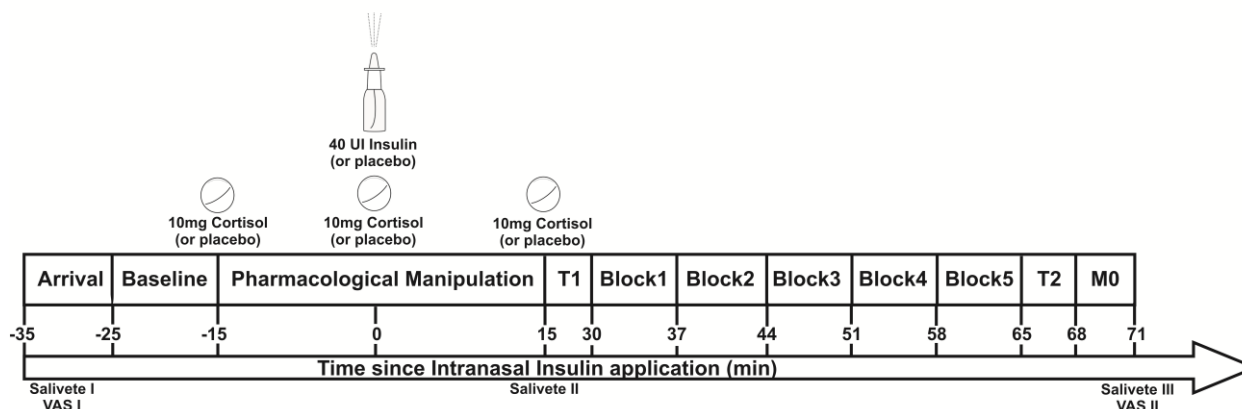 40 UI Insulin
(or placebo)
10mg Cortisol
(or placebo)
10mg Cortisol
(or placebo)
10mg Cortisol
(or placebo)
Arrival Baseline Pharmacological Manipulation T1 Block1 Block2 Block3 Block4 Block5 T2 M0
-35 -25 -15 0 15 30 37 44 51 58 65 68 71
Time since Intranasal Insulin application (min)
Salivete I Salivete II Salivete III
VAS I VAS II